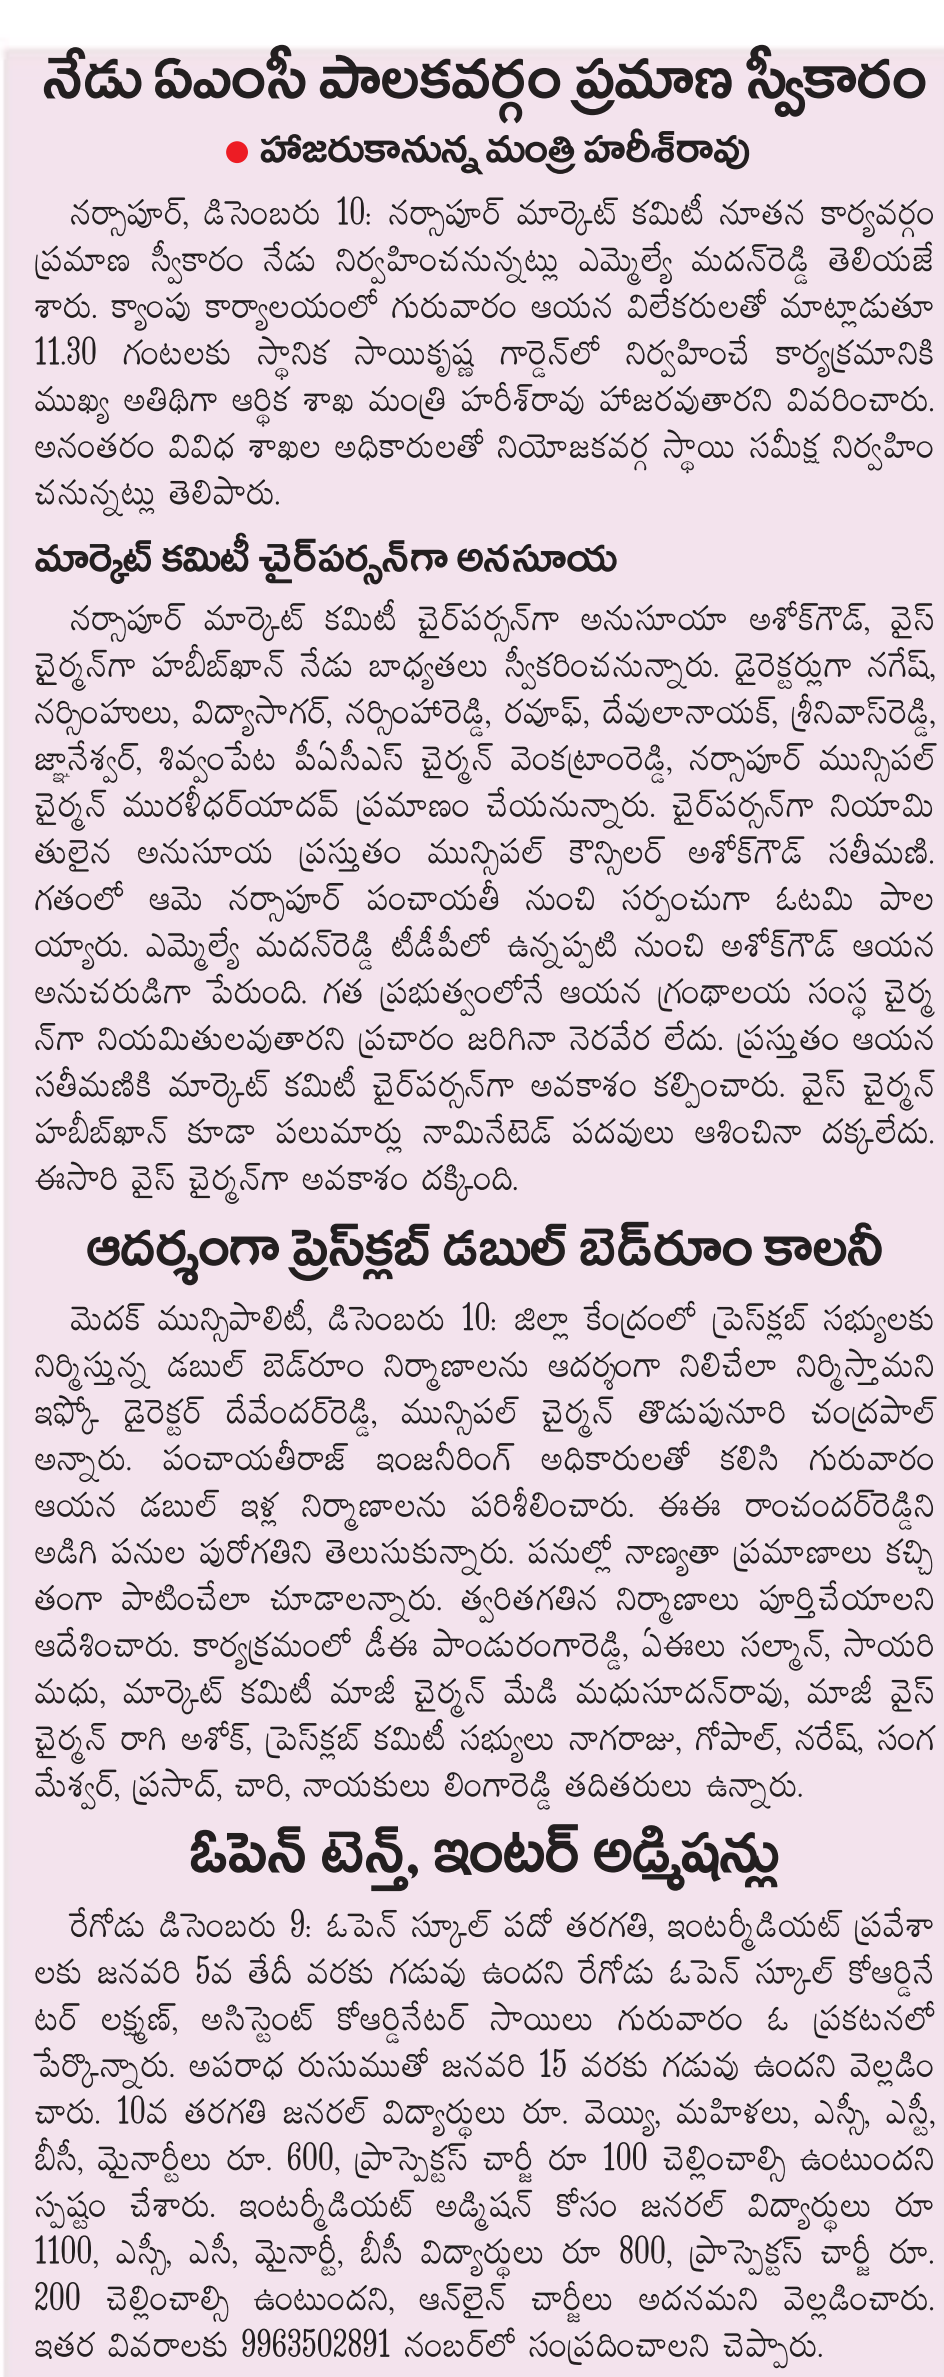 నేడు ఏఎంసీ పాలకవర్గం ప్రమాణ స్వీకారం
● హాజరుకానున్న మంత్రి హరీశ్‌రావు
నర్సాపూర్, డిసెంబరు 10: నర్సాపూర్ మార్కెట్ కమిటీ నూతన కార్యవర్గం
ప్రమాణ స్వీకారం నేడు నిర్వహించనున్నట్లు ఎమ్మెల్యే మదన్‌రెడ్డి తెలియజే
శారు. క్యాంపు కార్యాలయంలో గురువారం ఆయన విలేకరులతో మాట్లాడుతూ
11.30 గంటలకు స్థానిక సాయికృష్ణ గార్డెన్‌లో నిర్వహించే కార్యక్రమానికి
ముఖ్య అతిథిగా ఆర్థిక శాఖ మంత్రి హరీశ్‌రావు హాజరవుతారని వివరించారు.
అనంతరం వివిధ శాఖల అధికారులతో నియోజకవర్గ స్థాయి సమీక్ష నిర్వహిం
చనున్నట్లు తెలిపారు.
మార్కెట్ కమిటీ చైర్‌పర్సన్‌గా అనసూయ
నర్సాపూర్ మార్కెట్ కమిటీ చైర్‌పర్సన్‌గా అనుసూయా అశోక్‌గౌడ్, వైస్
చైర్మన్‌గా హబీబ్‌ఖాన్ నేడు బాధ్యతలు స్వీకరించనున్నారు. డైరెక్టర్లుగా నగేష్,
నర్సింహులు, విద్యాసాగర్, నర్సింహారెడ్డి, రవూఫ్, దేవులానాయక్, శ్రీనివాస్‌రెడ్డి,
జ్ఞానేశ్వర్, శివ్వంపేట పీఏసీఎస్ చైర్మన్ వెంకట్రాంరెడ్డి, నర్సాపూర్ మున్సిపల్
చైర్మన్ మురళీధర్‌యాదవ్ ప్రమాణం చేయనున్నారు. చైర్‌పర్సన్‌గా నియామి
తులైన అనుసూయ ప్రస్తుతం మున్సిపల్ కౌన్సిలర్ అశోక్‌గౌడ్ సతీమణి.
గతంలో ఆమె నర్సాపూర్ పంచాయతీ నుంచి సర్పంచుగా ఓటమి పాల
య్యారు. ఎమ్మెల్యే మదన్‌రెడ్డి టీడీపీలో ఉన్నప్పటి నుంచి అశోక్‌గౌడ్ ఆయన
అనుచరుడిగా పేరుంది. గత ప్రభుత్వంలోనే ఆయన గ్రంథాలయ సంస్థ చైర్మ
న్‌గా నియమితులవుతారని ప్రచారం జరిగినా నెరవేర లేదు. ప్రస్తుతం ఆయన
సతీమణికి మార్కెట్ కమిటీ చైర్‌పర్సన్‌గా అవకాశం కల్పించారు. వైస్ చైర్మన్
హబీబ్‌ఖాన్ కూడా పలుమార్లు నామినేటెడ్ పదవులు ఆశించినా దక్కలేదు.
ఈసారి వైస్ చైర్మన్‌గా అవకాశం దక్కింది.
ఆదర్శంగా ప్రెస్‌క్లబ్ డబుల్ బెడ్‌రూం కాలనీ
మెదక్ మున్సిపాలిటీ, డిసెంబరు 10: జిల్లా కేంద్రంలో ప్రెస్‌క్లబ్ సభ్యులకు
నిర్మిస్తున్న డబుల్ బెడ్‌రూం నిర్మాణాలను ఆదర్శంగా నిలిచేలా నిర్మిస్తామని
ఇఫ్కో డైరెక్టర్ దేవేందర్‌రెడ్డి, మున్సిపల్ చైర్మన్ తొడుపునూరి చంద్రపాల్
అన్నారు. పంచాయతీరాజ్ ఇంజనీరింగ్ అధికారులతో కలిసి గురువారం
ఆయన డబుల్ ఇళ్ల నిర్మాణాలను పరిశీలించారు. ఈఈ రాంచందర్‌రెడ్డిని
అడిగి పనుల పురోగతిని తెలుసుకున్నారు. పనుల్లో నాణ్యతా ప్రమాణాలు కచ్చి
తంగా పాటించేలా చూడాలన్నారు. త్వరితగతిన నిర్మాణాలు పూర్తిచేయాలని
ఆదేశించారు. కార్యక్రమంలో డీఈ పాండురంగారెడ్డి, ఏఈలు సల్మాన్, సాయరి
మధు, మార్కెట్ కమిటీ మాజీ చైర్మన్ మేడి మధుసూదన్‌రావు, మాజీ వైస్
చైర్మన్ రాగి అశోక్, ప్రెస్‌క్లబ్ కమిటీ సభ్యులు నాగరాజు, గోపాల్, నరేష్, సంగ
మేశ్వర్, ప్రసాద్, చారి, నాయకులు లింగారెడ్డి తదితరులు ఉన్నారు.
ఓపెన్ టెన్త్, ఇంటర్ అడ్మిషన్లు
రేగోడు డిసెంబరు 9: ఓపెన్ స్కూల్ పదో తరగతి, ఇంటర్మీడియట్ ప్రవేశా
లకు జనవరి 5వ తేదీ వరకు గడువు ఉందని రేగోడు ఓపెన్ స్కూల్ కోఆర్డినే
టర్ లక్ష్మణ్, అసిస్టెంట్ కోఆర్డినేటర్ సాయిలు గురువారం ఓ ప్రకటనలో
పేర్కొన్నారు. అపరాధ రుసుముతో జనవరి 15 వరకు గడువు ఉందని వెల్లడిం
చారు. 10వ తరగతి జనరల్ విద్యార్థులు రూ. వెయ్యి, మహిళలు, ఎస్సీ, ఎస్టీ,
బీసీ, మైనార్టీలు రూ. 600, ప్రాస్పెక్టస్ చార్జీ రూ 100 చెల్లించాల్సి ఉంటుందని
స్పష్టం చేశారు. ఇంటర్మీడియట్ అడ్మిషన్ కోసం జనరల్ విద్యార్థులు రూ
1100, ఎస్సీ, ఎసీ, మైనార్టీ, బీసీ విద్యార్థులు రూ 800, ప్రాస్పెక్టస్ చార్జీ రూ.
200 చెల్లించాల్సి ఉంటుందని, ఆన్‌లైన్ చార్జీలు అదనమని వెల్లడించారు.
ఇతర వివరాలకు 9963502891 నంబర్‌లో సంప్రదించాలని చెప్పారు.